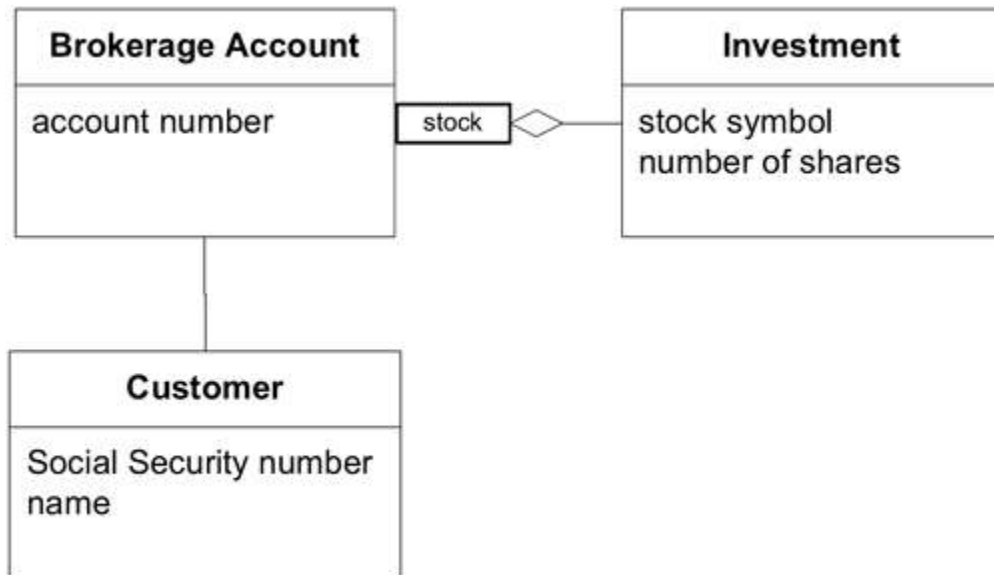 Brokerage Account
account number
stock
Investment
stock symbol
number of shares
Customer
Social Security number
name